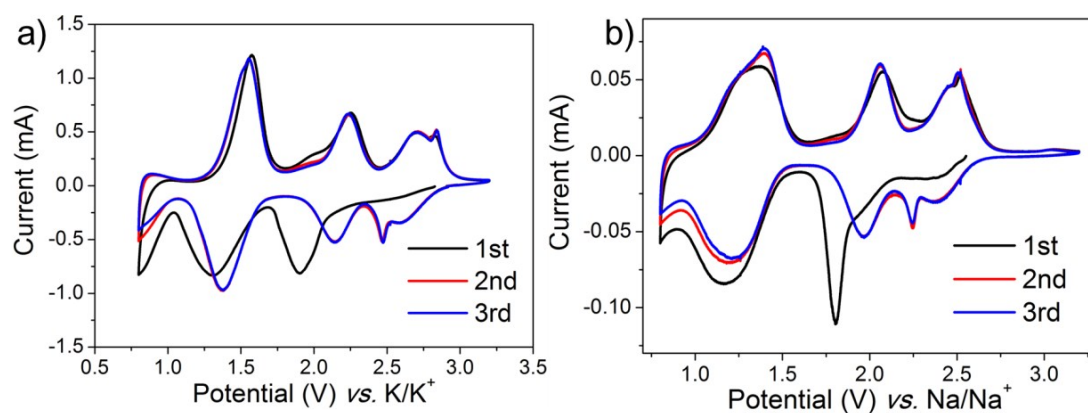 a)
Current (mA)
1.5
1.0
0.5
0.0
-0.5
-1.0
-1.5
1st
2nd
3rd
0.5 1.0 1.5 2.0 2.5 3.0 3.5
Potential (V) vs. K/K⁺
b)
Current (mA)
0.05
0.00
-0.05
-0.10
1st
2nd
3rd
1.0 1.5 2.0 2.5 3.0
Potential (V) vs. Na/Na⁺